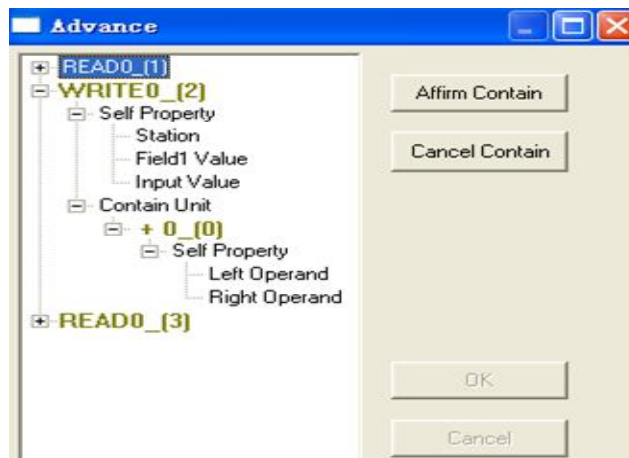 Advance
READ0_(1)
WRITE0_(2)
Self Property
Station
Field1 Value
Input Value
Contain Unit
+ 0_(0)
Self Property
Left Operand
Right Operand
READ0_(3)
Affirm Contain
Cancel Contain
OK
Cancel